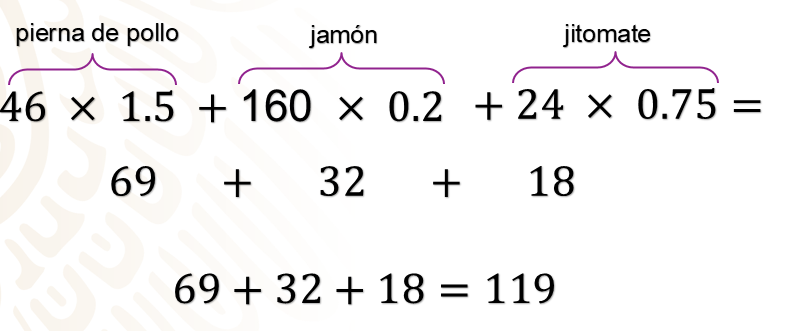 pierna de pollo jamón jitomate
46 × 1.5 + 160 × 0.2 + 24 × 0.75 =
69 + 32 + 18
69 + 32 + 18 = 119